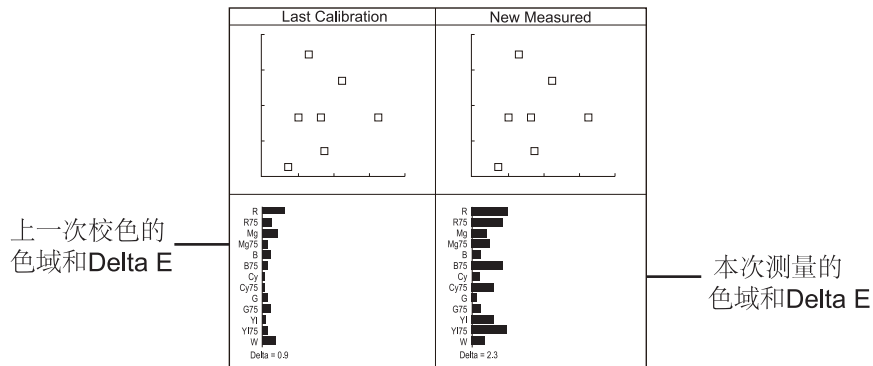 Last Calibration
New Measured
上一次校色的
色域和Delta E
R
R75
Mg
Mg75
B
B75
Cy
Cy75
G
G75
Yl
Yl75
W
Delta = 0.9
R
R75
Mg
Mg75
B
B75
Cy
Cy75
G
G75
Yl
Yl75
W
Delta = 2.3
本次测量的
色域和Delta E